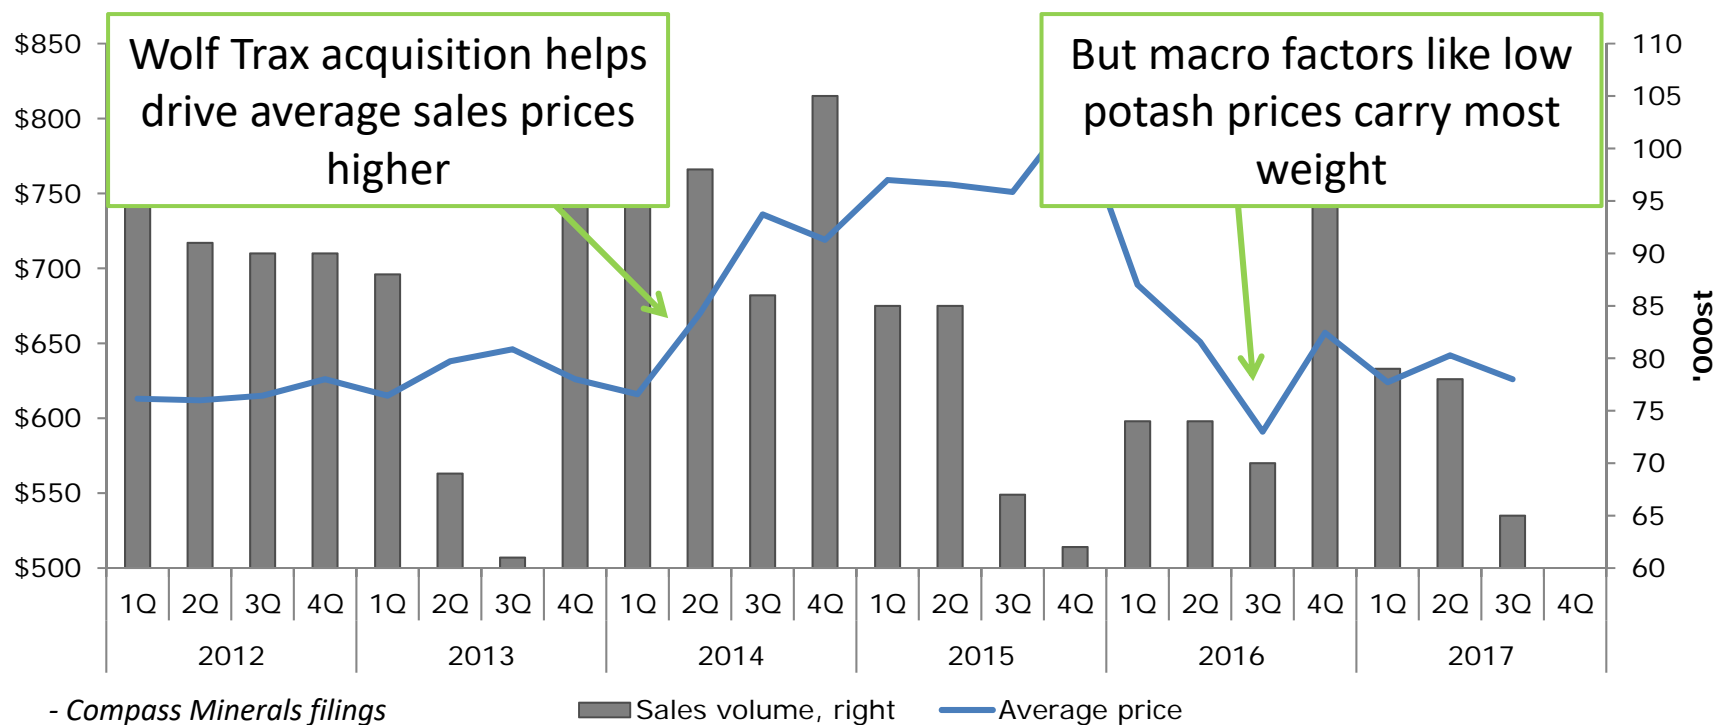 Wolf Trax acquisition helps
drive average sales prices
higher
But macro factors like low
potash prices carry most
weight
$850
$800
$750
$700
$650
$600
$550
$500
110
105
100
95
90
85
80
75
70
65
60
'000st
1Q 2Q 3Q 4Q 1Q 2Q 3Q 4Q 1Q 2Q 3Q 4Q 1Q 2Q 3Q 4Q 1Q 2Q 3Q 4Q 1Q 2Q 3Q 4Q
2012 2013 2014 2015 2016 2017
- Compass Minerals filings
Sales volume, right
Average price